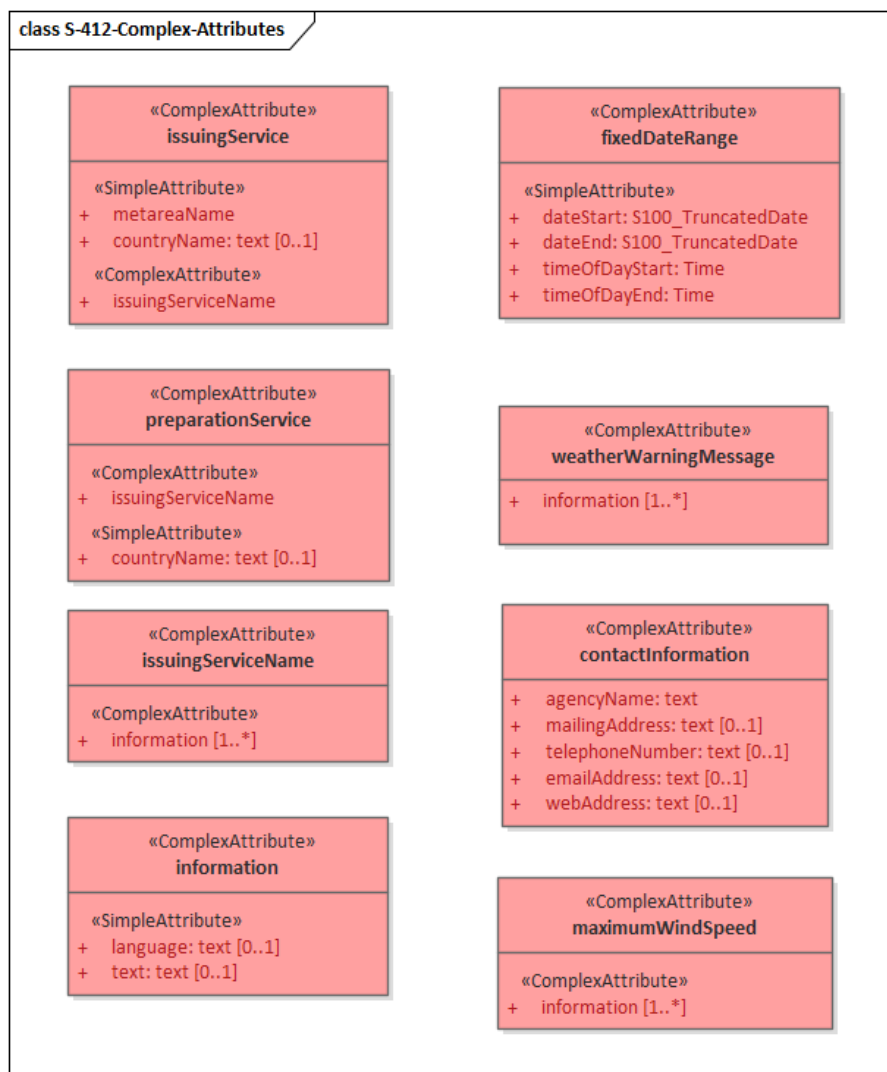 class S-412-Complex-Attributes
«ComplexAttribute»
issuingService
«SimpleAttribute»
+ metareaName
+ countryName: text [0..1]
«ComplexAttribute»
+ issuingServiceName
«ComplexAttribute»
preparationService
«ComplexAttribute»
+ issuingServiceName
«SimpleAttribute»
+ countryName: text [0..1]
«ComplexAttribute»
issuingServiceName
«ComplexAttribute»
+ information [1..*]
«ComplexAttribute»
information
«SimpleAttribute»
+ language: text [0..1]
+ text: text [0..1]
«ComplexAttribute»
fixedDateRange
«SimpleAttribute»
+ dateStart: S100_TruncatedDate
+ dateEnd: S100_TruncatedDate
+ timeOfDayStart: Time
+ timeOfDayEnd: Time
«ComplexAttribute»
weatherWarningMessage
+ information [1..*]
«ComplexAttribute»
contactInformation
+ agencyName: text
+ mailingAddress: text [0..1]
+ telephoneNumber: text [0..1]
+ emailAddress: text [0..1]
+ webAddress: text [0..1]
«ComplexAttribute»
maximumWindSpeed
«ComplexAttribute»
+ information [1..*]